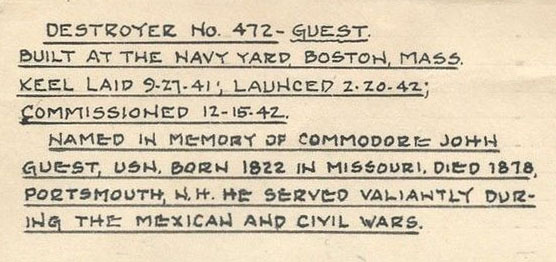 DESTROYER No. 472 - GUEST.
BUILT AT THE NAVY YARD, BOSTON, MASS.
KEEL LAID 9-27-41; LAUNCED 2-20-42;
COMMISSIONED 12-15-42.
NAMED IN MEMORY OF COMMODORE JOHN
GUEST, USN. BORN 1822 IN MISSOURI. DIED 1878,
PORTSMOUTH, N.H. HE SERVED VALIANTLY DUR-
ING THE MEXICAN AND CIVIL WARS.